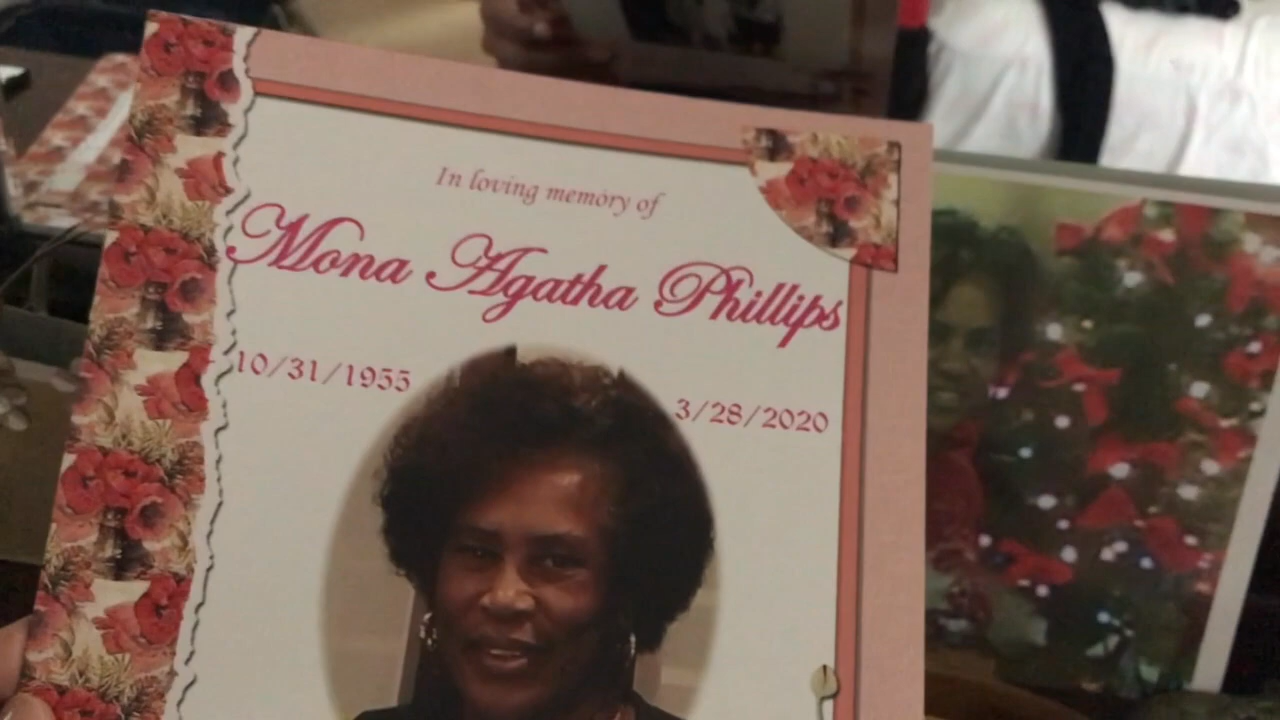 In loving memory of
Mona Agatha Phillips
10/31/1955
3/28/2020